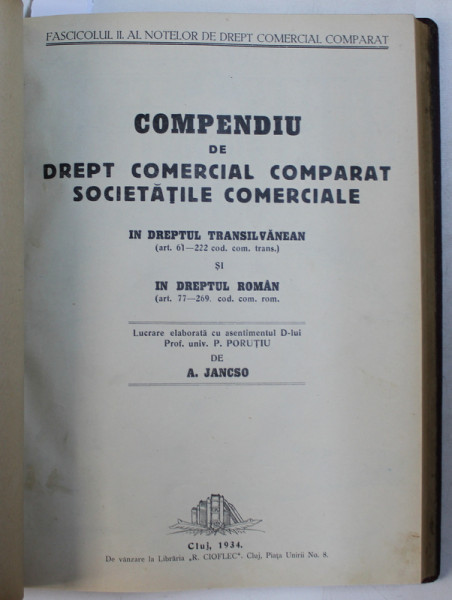 FASCICOLUL II. AL NOTELOR DE DREPT COMERCIAL COMPARAT
COMPENDIU
DE
DREPT COMERCIAL COMPARAT
SOCIETĂȚILE COMERCIALE
IN DREPTUL TRANSILVĂNEAN
(art. 61—222 cod. com. trans.)
ȘI
IN DREPTUL ROMÂN
(art. 77—269. cod. com. rom.
Lucrare elaborată cu asentimentul D-lui
Prof. univ. P. PORUȚIU
DE
A. JANCSO
Cluj, 1934.
De vânzare la Librăria „R. CIOFLEC". Cluj, Piața Unirii No. 8.